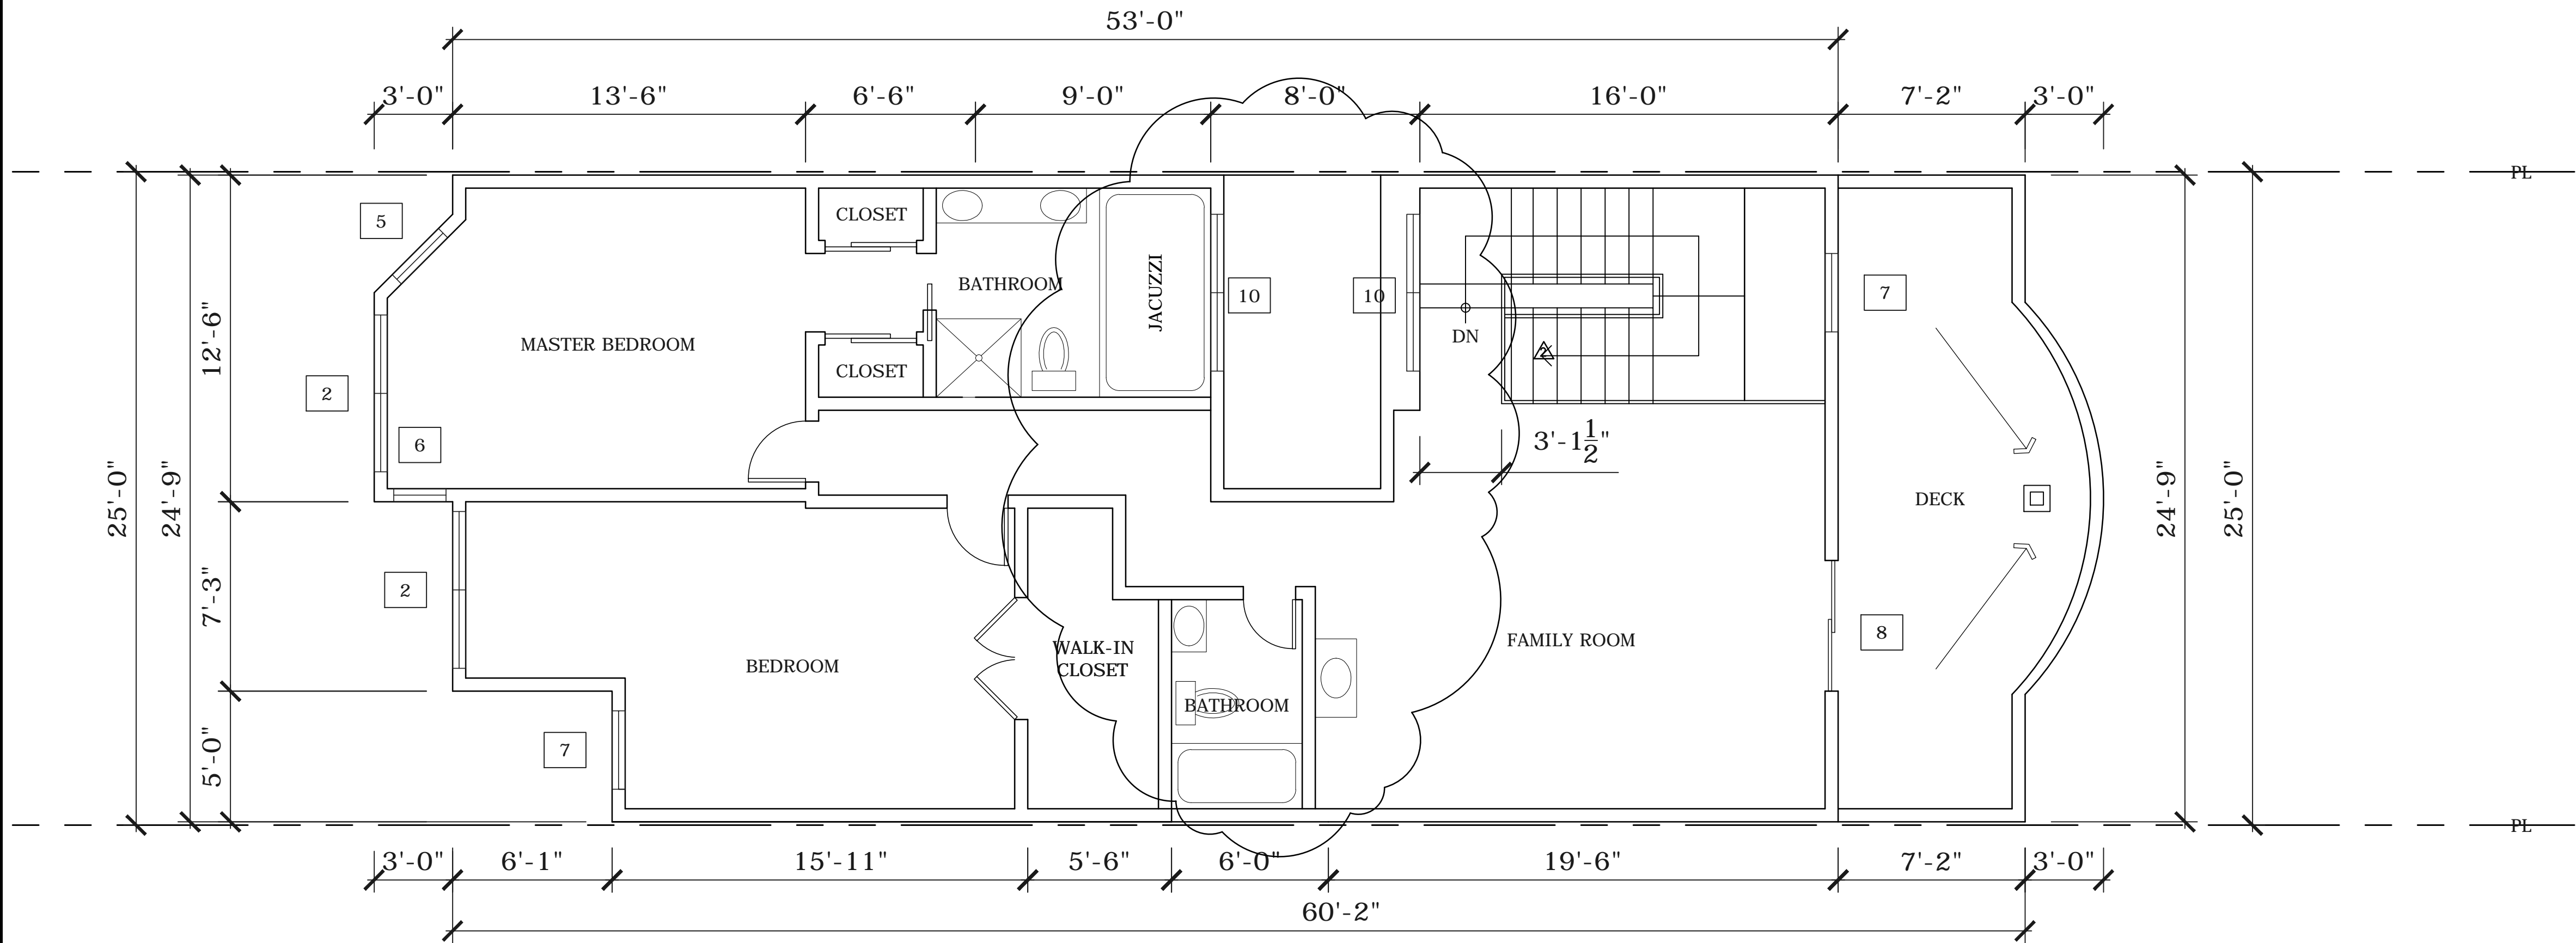 53'-0"
3'-0" 13'-6" 6'-6" 9'-0" 8'-0" 16'-0" 7'-2" 3'-0"
PL
5
CLOSET
BATHROOM
JACUZZI
10
10
7
DN
2
MASTER BEDROOM
CLOSET
2
6
12'-6"
3'-1 1/2"
25'-0"
24'-9"
DECK
24'-9"
25'-0"
2
7'-3"
8
FAMILY ROOM
WALK-IN
CLOSET
BEDROOM
BATHROOM
7
5'-0"
PL
3'-0" 6'-1" 15'-11" 5'-6" 6'-0" 19'-6" 7'-2" 3'-0"
60'-2"